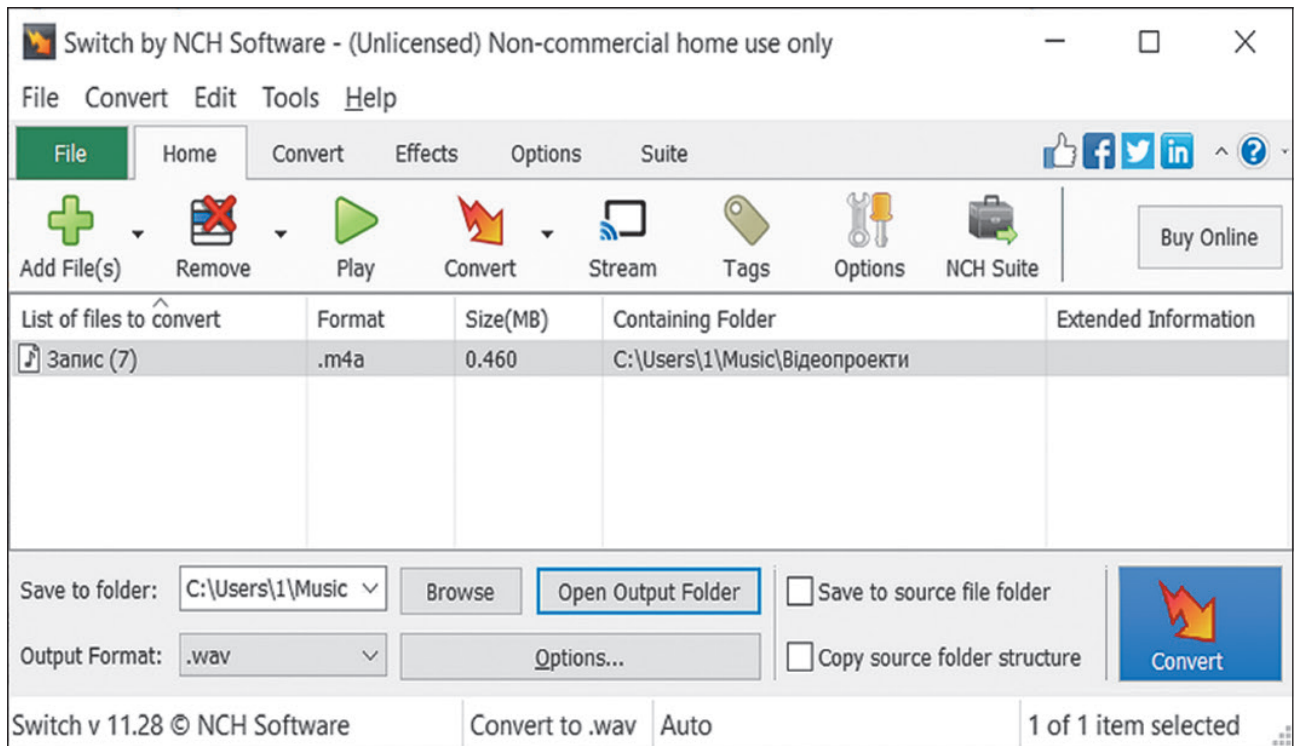 Switch by NCH Software - (Unlicensed) Non-commercial home use only
File Convert Edit Tools Help
File Home Convert Effects Options Suite
Add File(s) Remove Play Convert Stream Tags Options NCH Suite Buy Online
List of files to convert Format Size(MB) Containing Folder Extended Information
Запис (7) .m4a 0.460 C:\Users\1\Music\Відеопроекти
Save to folder: C:\Users\1\Music Browse Open Output Folder Save to source file folder
Output Format: .wav Options... Copy source folder structure Convert
Switch v 11.28 © NCH Software Convert to .wav Auto 1 of 1 item selected